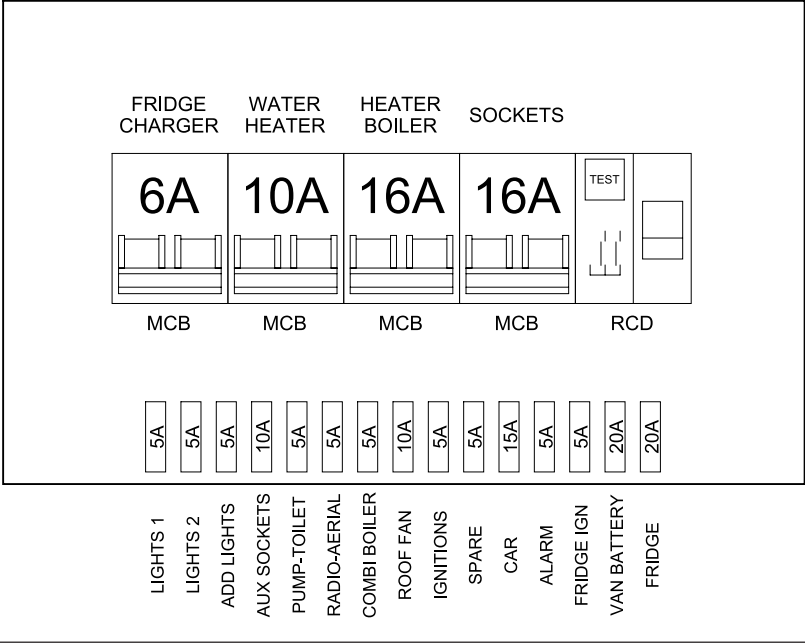 FRIDGE
CHARGER
WATER
HEATER
HEATER
BOILER
SOCKETS
6A
10A
16A
16A
TEST
MCB
MCB
MCB
MCB
RCD
5A
5A
5A
10A
5A
5A
5A
10A
5A
5A
15A
5A
5A
20A
20A
LIGHTS 1
LIGHTS 2
ADD LIGHTS
AUX SOCKETS
PUMP-TOILET
RADIO-AERIAL
COMBI BOILER
ROOF FAN
IGNITIONS
SPARE
CAR
ALARM
FRIDGE IGN
VAN BATTERY
FRIDGE